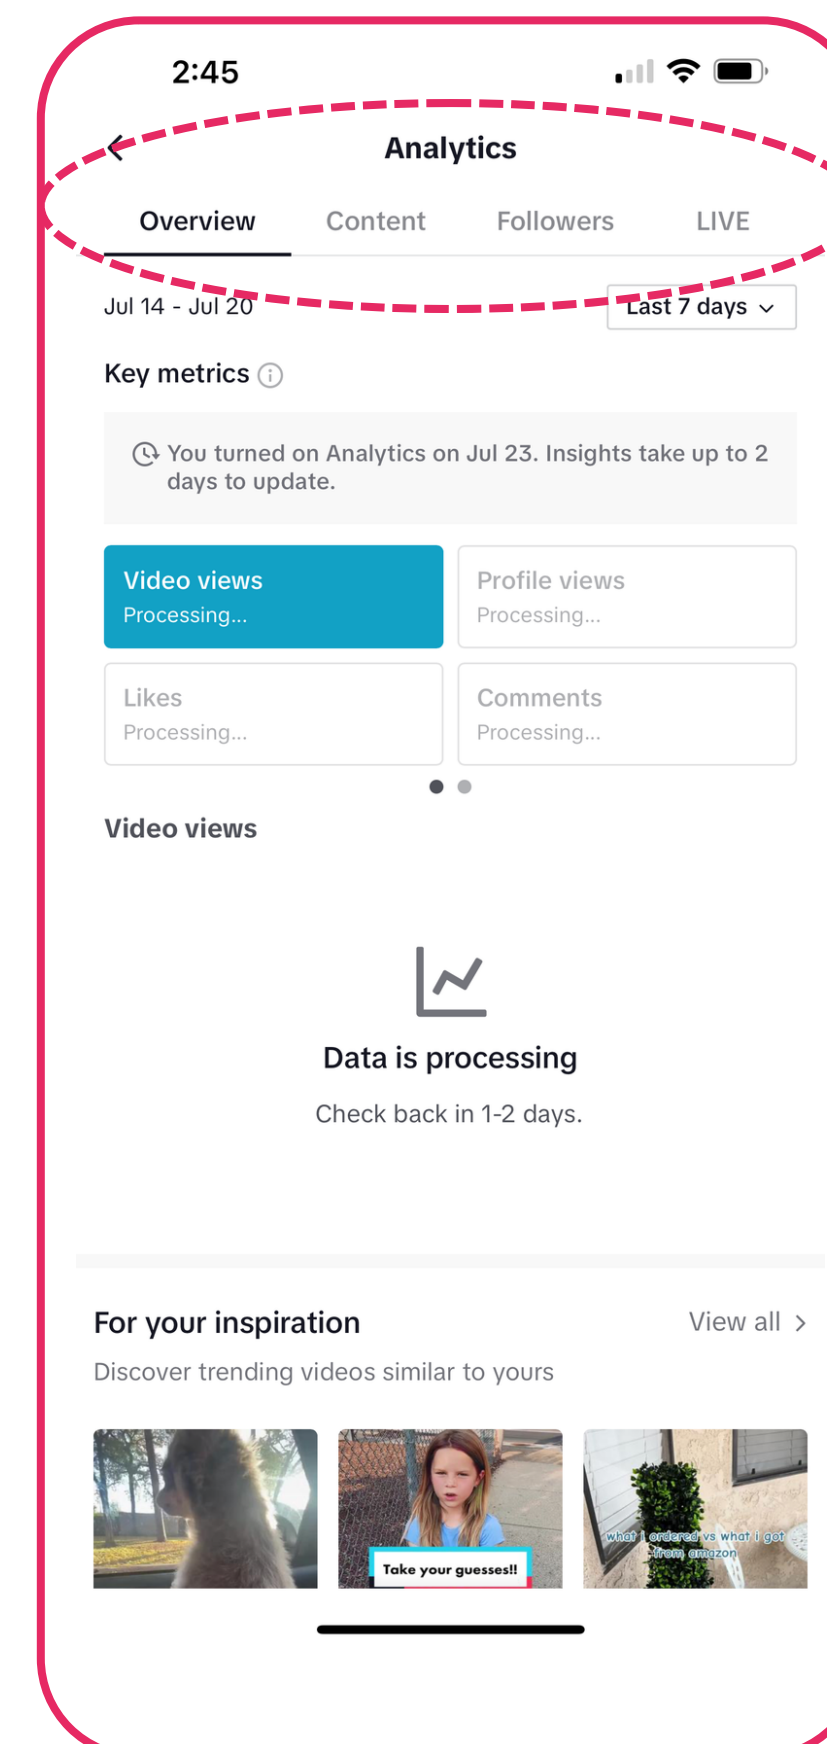 2:45
Analytics
Overview Content Followers LIVE
Jul 14 - Jul 20 Last 7 days
Key metrics
You turned on Analytics on Jul 23. Insights take up to 2
days to update.
Video views Profile views
Processing... Processing...
Likes Comments
Processing... Processing...
Video views
Data is processing
Check back in 1-2 days.
For your inspiration View all
Discover trending videos similar to yours
what i ordered vs what i got
from amazon
Take your guesses!!